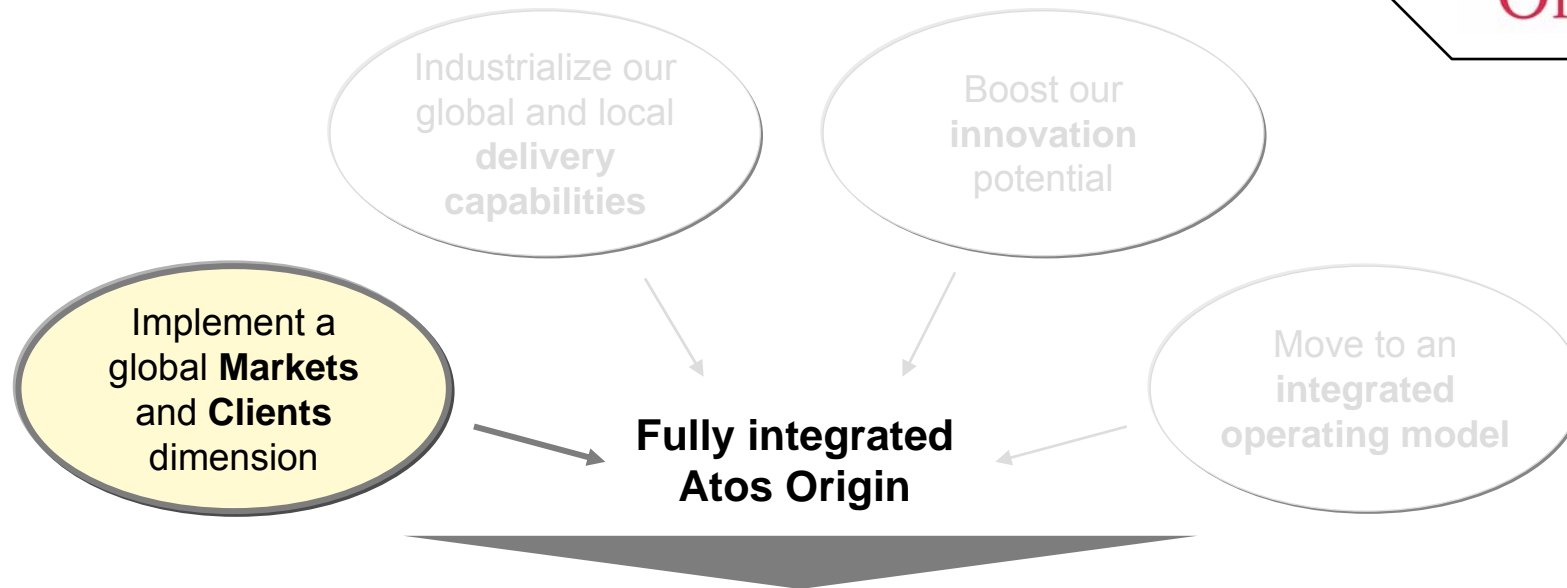 Industrialize our
global and local
delivery
capabilities
Boost our
innovation
potential
Implement a
global Markets
and Clients
dimension
Move to an
integrated
operating model
Fully integrated
Atos Origin